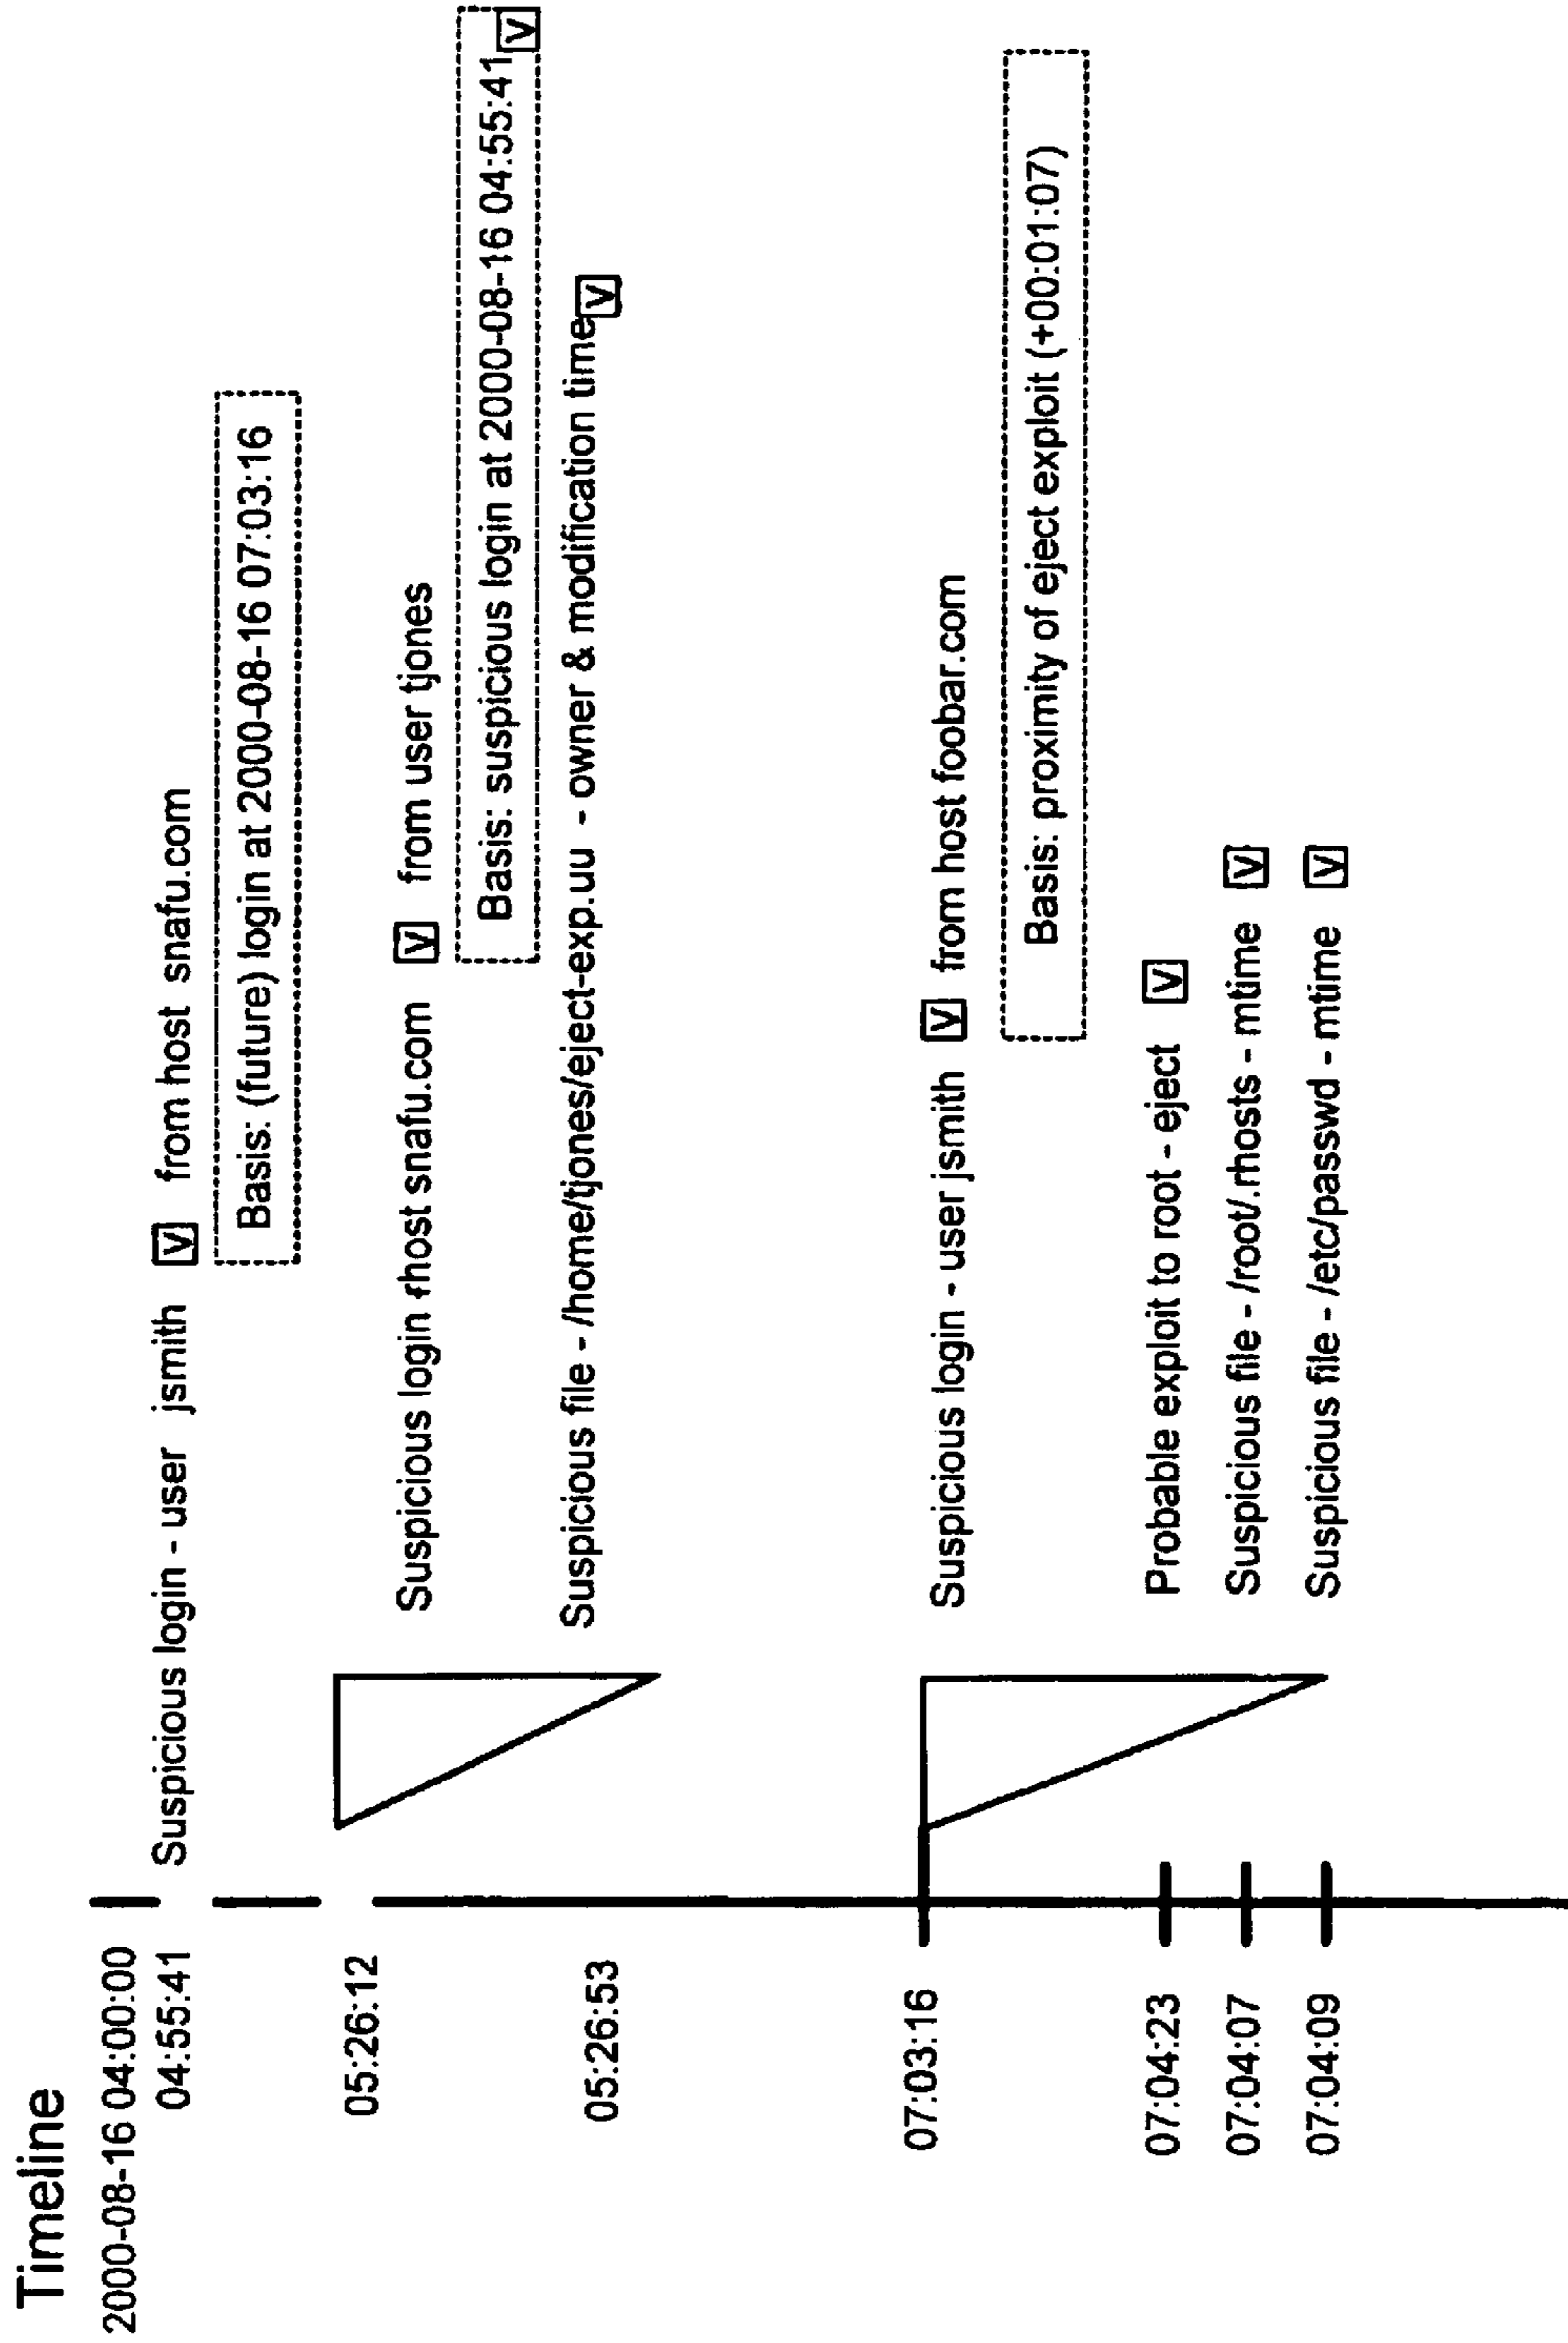 Timeline
2000-08-16 04:00:00
04:55:41 Suspicious login - user jsmith V from host snafu.com
Basis: (future) login at 2000-08-16 07:03:16
05:26:12 Suspicious login rhost snafu.com V from user tjones
Basis: suspicious login at 2000-08-16 04:55:41 V
05:26:53 Suspicious file - /home/tjones/eject-exp.uu - owner & modification time V
07:03:16 Suspicious login - user jsmith V from host foobar.com
Basis: proximity of eject exploit (+00:01:07)
07:04:23 Probable exploit to root - eject V
07:04:07 Suspicious file - /root/.rhosts - mtime V
07:04:09 Suspicious file - /etc/passwd - mtime V